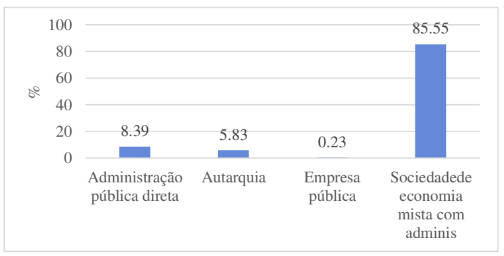 100
80
60
40
20
0
%
8.39
5.83
0.23
85.55
Administração
pública direta
Autarquia
Empresa
pública
Sociedadede
economia
mista com
adminis